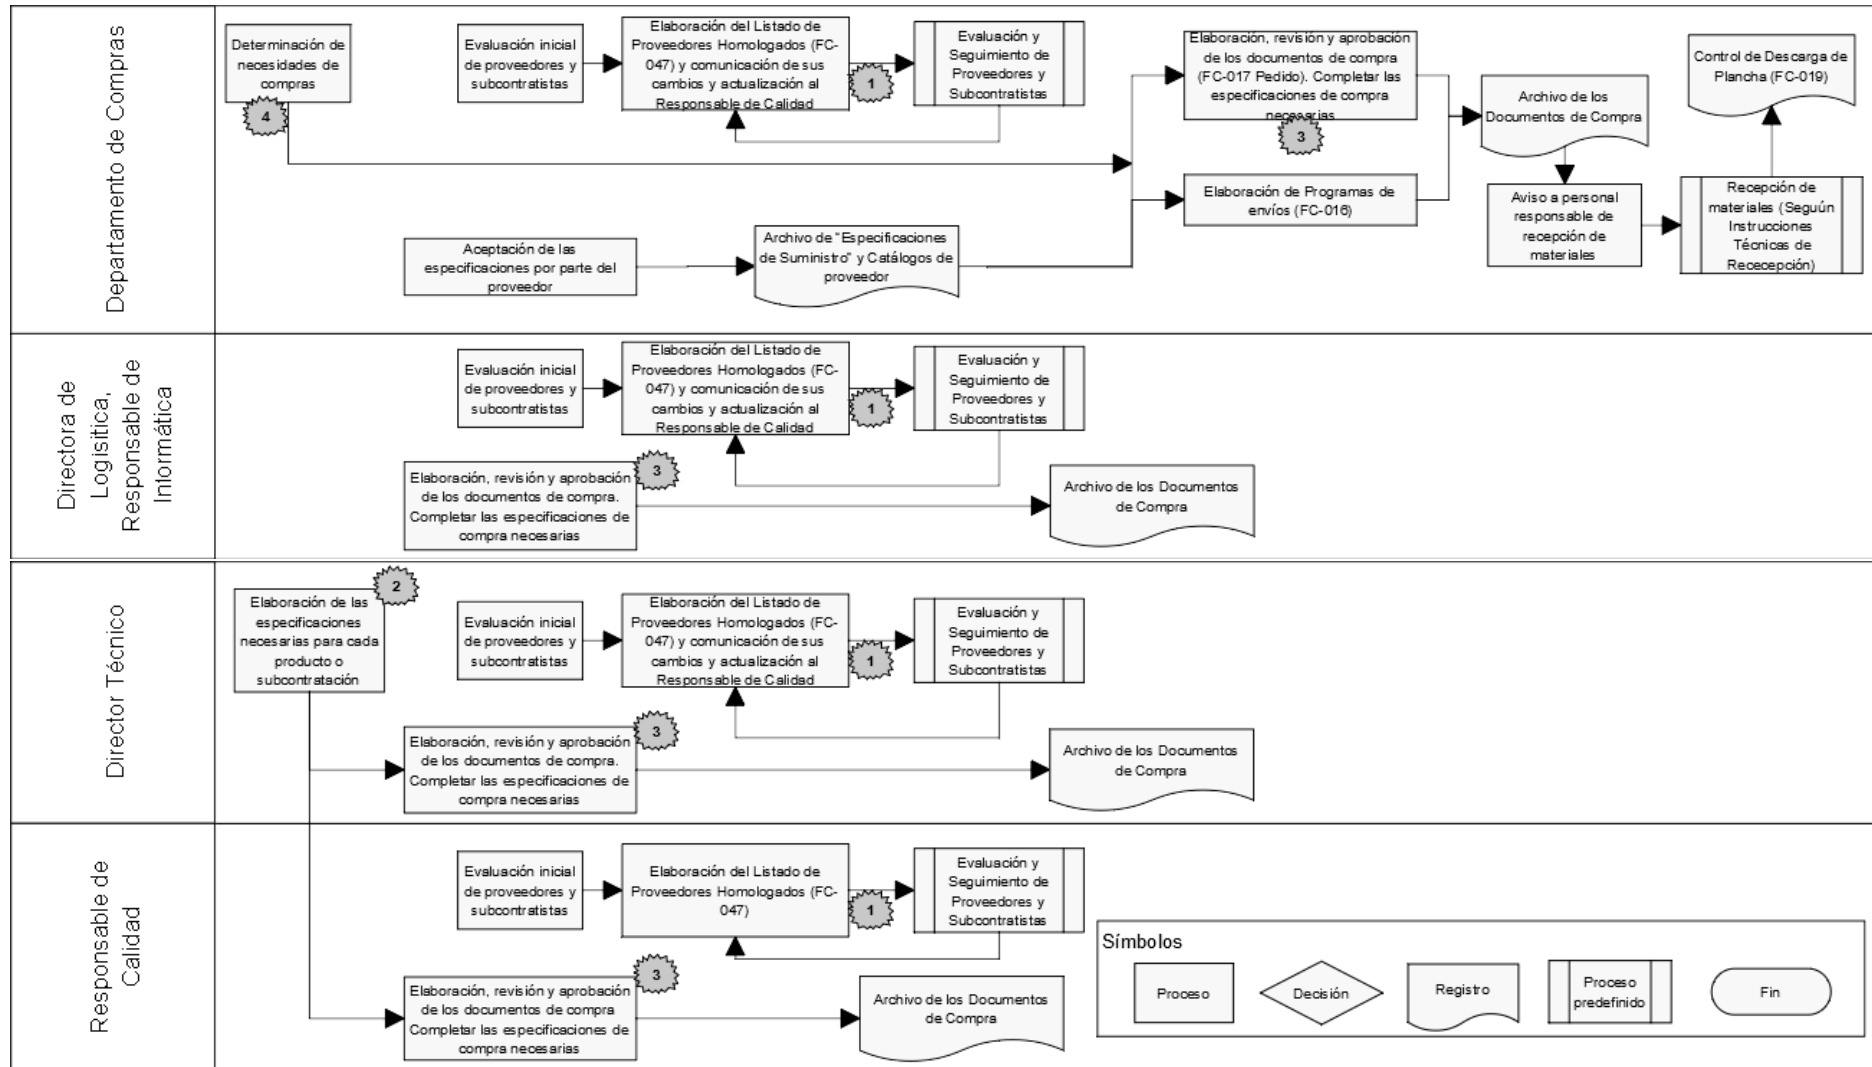 Departamento de Compras
Determinación de
necesidades de
compras
4
Evaluación inicial
de proveedores y
subcontratistas
Elaboración del Listado de
Proveedores Homologados (FC-
047) y comunicación de sus
cambios y actualización al
Responsable de Calidad
1
Evaluación y
Seguimiento de
Proveedores y
Subcontratistas
Elaboración, revisión y aprobación
de los documentos de compra
(FC-017 Pedido). Completar las
especificaciones de compra
necesarias
3
Elaboración de Programas de
envíos (FC-016)
Archivo de los
Documentos de Compra
Control de Descarga de
Plancha (FC-019)
Aviso a personal
responsable de
recepción de
materiales
Recepción de
materiales (Seguún
Instrucciones
Técnicas de
Rececepción)
Aceptación de las
especificaciones por parte del
proveedor
Archivo de "Especificaciones
de Suministro" y Catálogos de
proveedor
Directora de
Logisitica,
Responsable de
Informática
Evaluación inicial
de proveedores y
subcontratistas
Elaboración del Listado de
Proveedores Homologados (FC-
047) y comunicación de sus
cambios y actualización al
Responsable de Calidad
1
Evaluación y
Seguimiento de
Proveedores y
Subcontratistas
Elaboración, revisión y aprobación
de los documentos de compra.
Completar las especificaciones de
compra necesarias
3
Archivo de los Documentos
de Compra
Director Técnico
Elaboración de las
especificaciones
necesarias para cada
producto o
subcontratación
2
Evaluación inicial
de proveedores y
subcontratistas
Elaboración del Listado de
Proveedores Homologados (FC-
047) y comunicación de sus
cambios y actualización al
Responsable de Calidad
1
Evaluación y
Seguimiento de
Proveedores y
Subcontratistas
Elaboración, revisión y aprobación
de los documentos de compra.
Completar las especificaciones de
compra necesarias
3
Archivo de los Documentos
de Compra
Responsable de
Calidad
Evaluación inicial
de proveedores y
subcontratistas
Elaboración del Listado de
Proveedores Homologados (FC-
047)
1
Evaluación y
Seguimiento de
Proveedores y
Subcontratistas
Elaboración, revisión y aprobación
de los documentos de compra
Completar las especificaciones de
compra necesarias
3
Archivo de los Documentos
de Compra
Símbolos
Proceso
Decisión
Registro
Proceso
predefinido
Fin